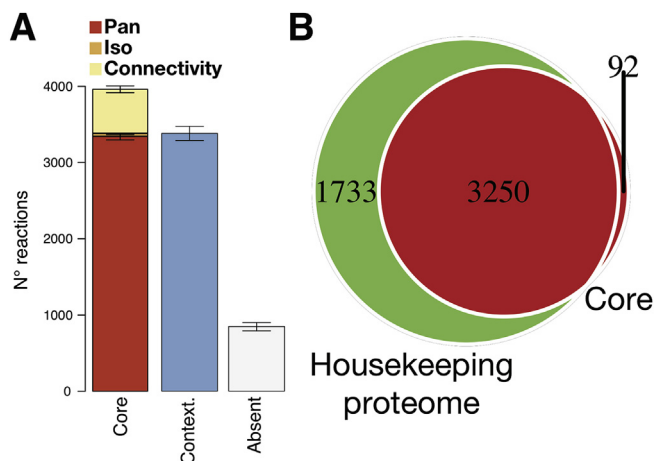 A
Pan
Iso
Connectivity
N° reactions
4000
3000
2000
1000
0
Core
Context.
Absent
B
92
1733
3250
Core
Housekeeping
proteome